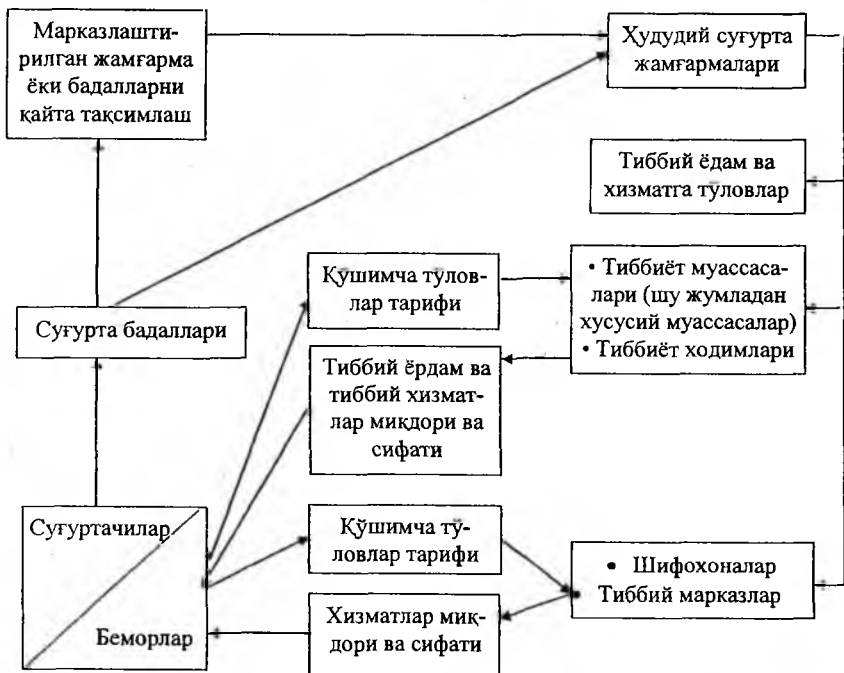 Марказлашти-
рилган жамғарма
ёки бадалларни
қайта тақсимлаш
Ҳудудий суғурта
жамғармалари
Тиббий ёдам ва
хизматга тўловлар
Қўшимча тўлов-
лар тарифи
• Тиббиёт муассаса-
лари (шу жумладан
хусусий муассасалар)
• Тиббиёт ходимлари
Суғурта бадаллари
Тиббий ёрдам ва
тиббий хизмат-
лар миқдори ва
сифати
Суғуртачилар
Беморлар
Қўшимча тў-
ловлар тарифи
• Шифохоналар
• Тиббий марказлар
Хизматлар миқ-
дори ва сифати